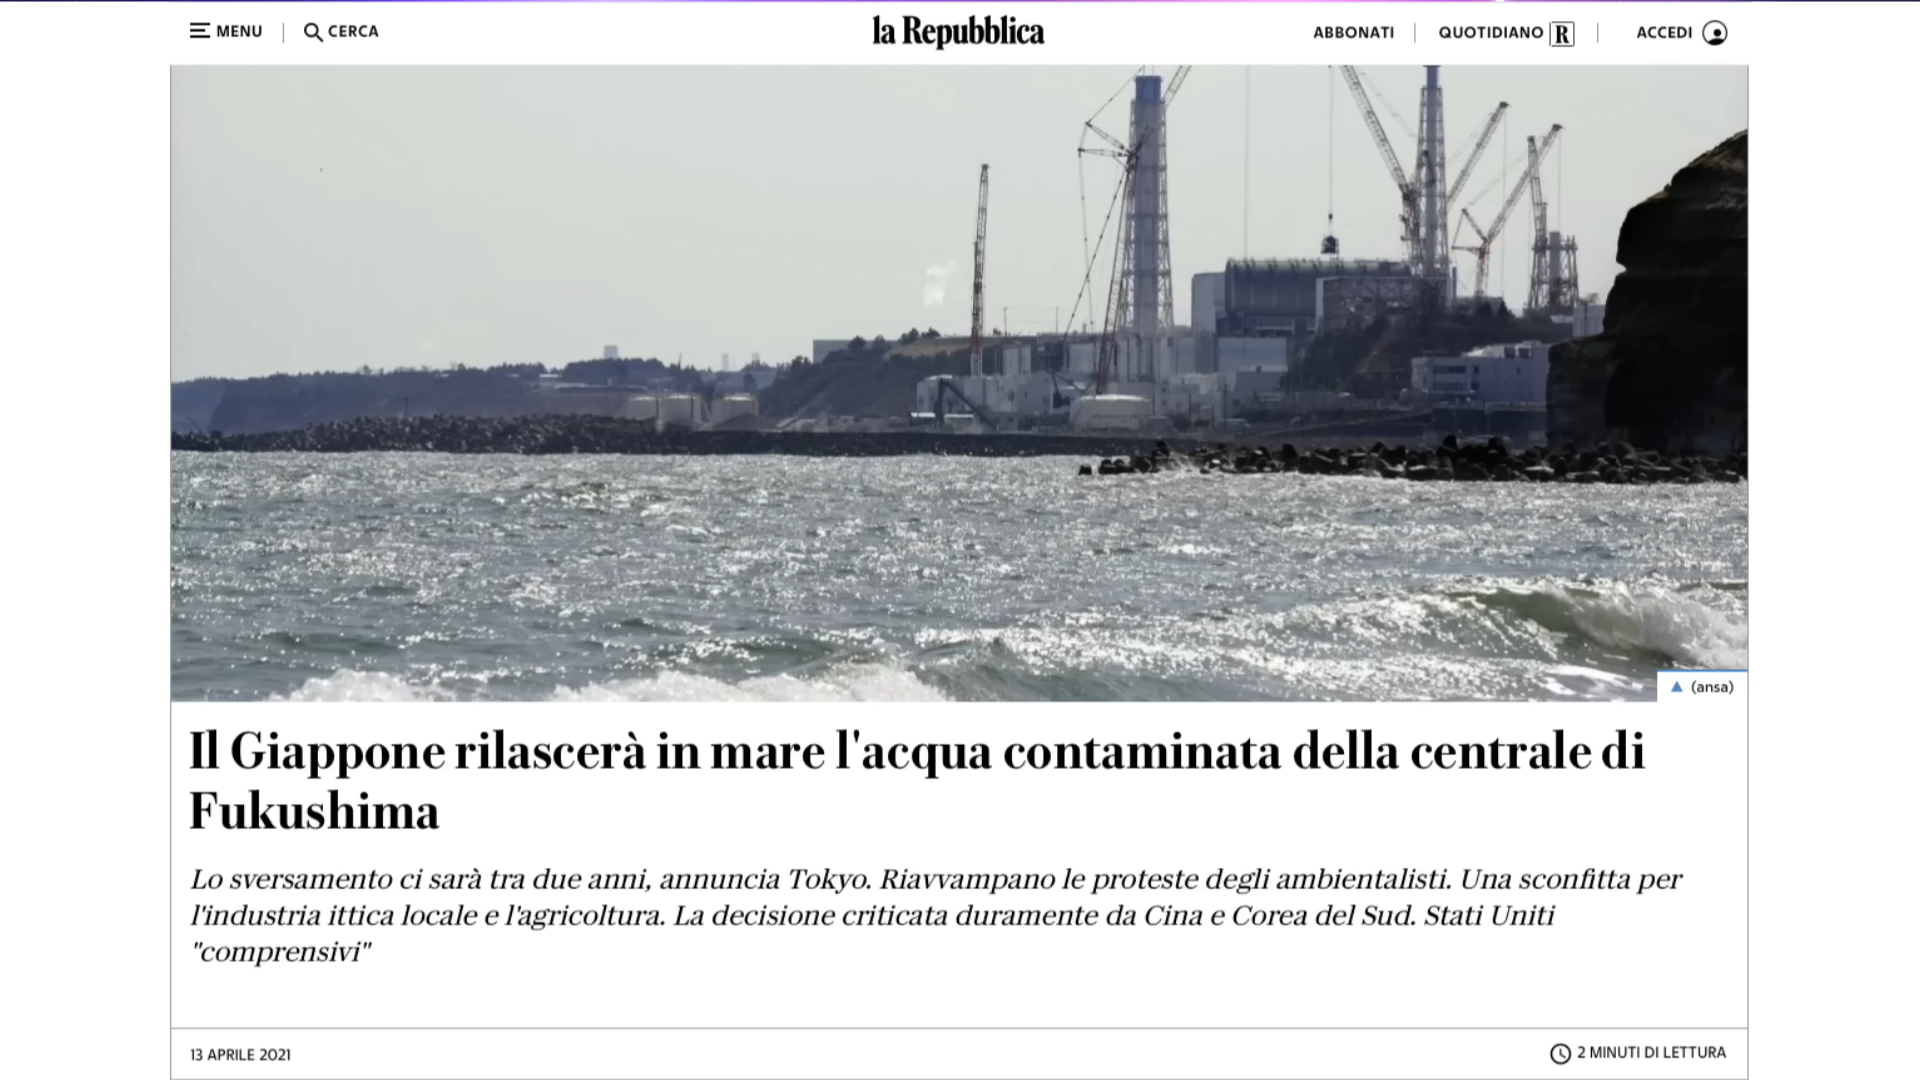 MENU
CERCA
la Repubblica
ABBONATI
QUOTIDIANO R
ACCEDI
(ansa)
Il Giappone rilascerà in mare l'acqua contaminata della centrale di
Fukushima
Lo sversamento ci sarà tra due anni, annuncia Tokyo. Riavvampano le proteste degli ambientalisti. Una sconfitta per
l'industria ittica locale e l'agricoltura. La decisione criticata duramente da Cina e Corea del Sud. Stati Uniti
"comprensivi"
13 APRILE 2021
2 MINUTI DI LETTURA